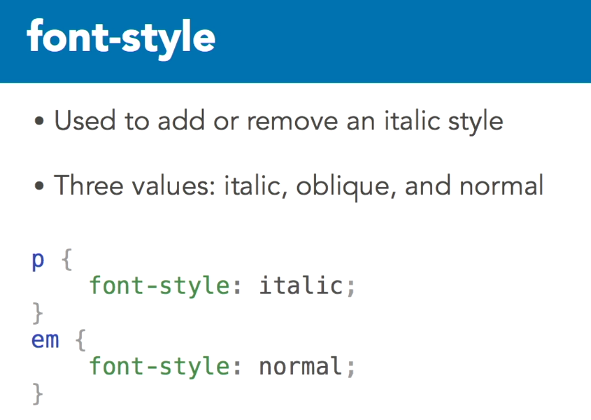 font-style
• Used to add or remove an italic style
• Three values: italic, oblique, and normal
p {
    font-style: italic;
}
em {
    font-style: normal;
}